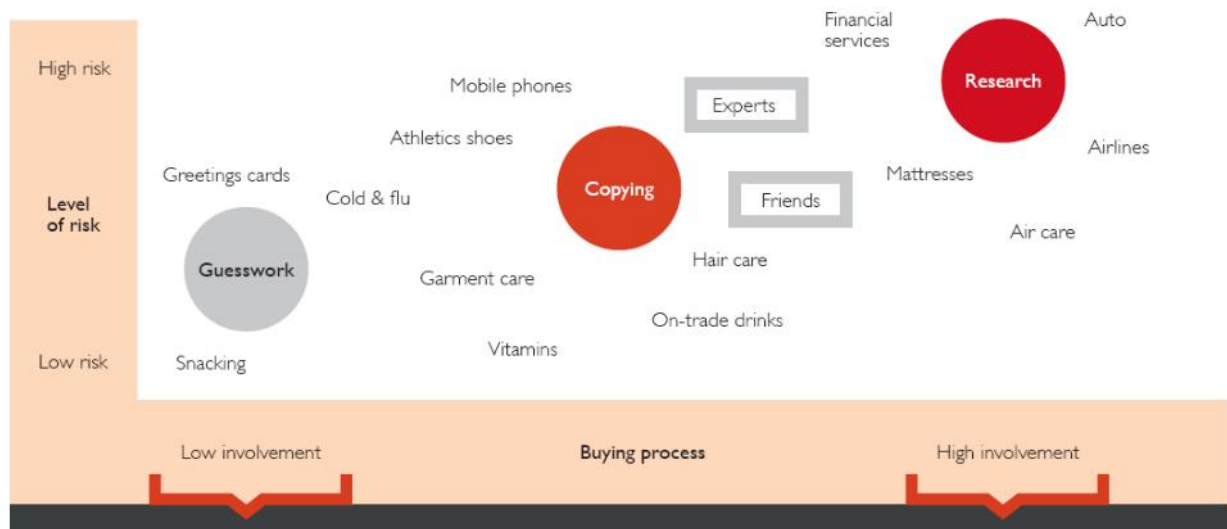 Financial
services
Auto
High risk
Mobile phones
Experts
Research
Athletics shoes
Airlines
Greetings cards
Mattresses
Cold & flu
Copying
Friends
Level
of risk
Air care
Guesswork
Garment care
Hair care
On-trade drinks
Vitamins
Low risk
Snacking
Low involvement
Buying process
High involvement